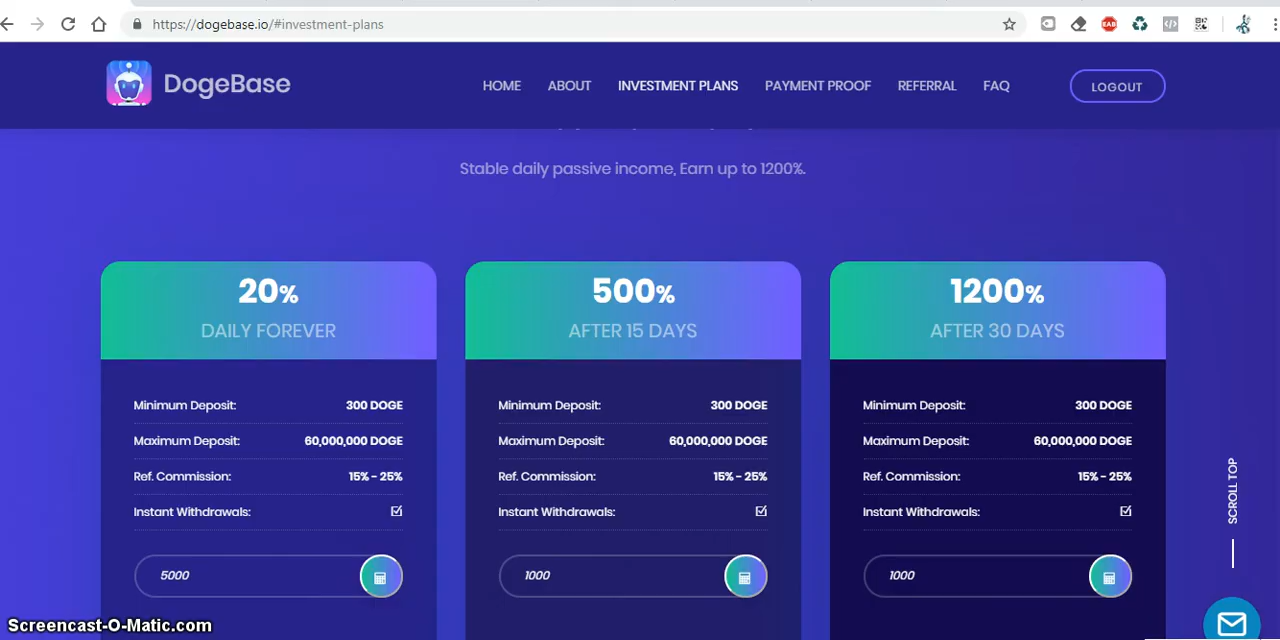 https://dogebase.io/#investment-plans
DogeBase
HOME ABOUT INVESTMENT PLANS PAYMENT PROOF REFERRAL FAQ LOGOUT
Stable daily passive income, Earn up to 1200%.
20%
DAILY FOREVER
Minimum Deposit: 300 DOGE
Maximum Deposit: 60,000,000 DOGE
Ref. Commission: 15% - 25%
Instant Withdrawals:
5000
500%
AFTER 15 DAYS
Minimum Deposit: 300 DOGE
Maximum Deposit: 60,000,000 DOGE
Ref. Commission: 15% - 25%
Instant Withdrawals:
1000
1200%
AFTER 30 DAYS
Minimum Deposit: 300 DOGE
Maximum Deposit: 60,000,000 DOGE
Ref. Commission: 15% - 25%
Instant Withdrawals:
1000
SCROLL TOP
Screencast-O-Matic.com